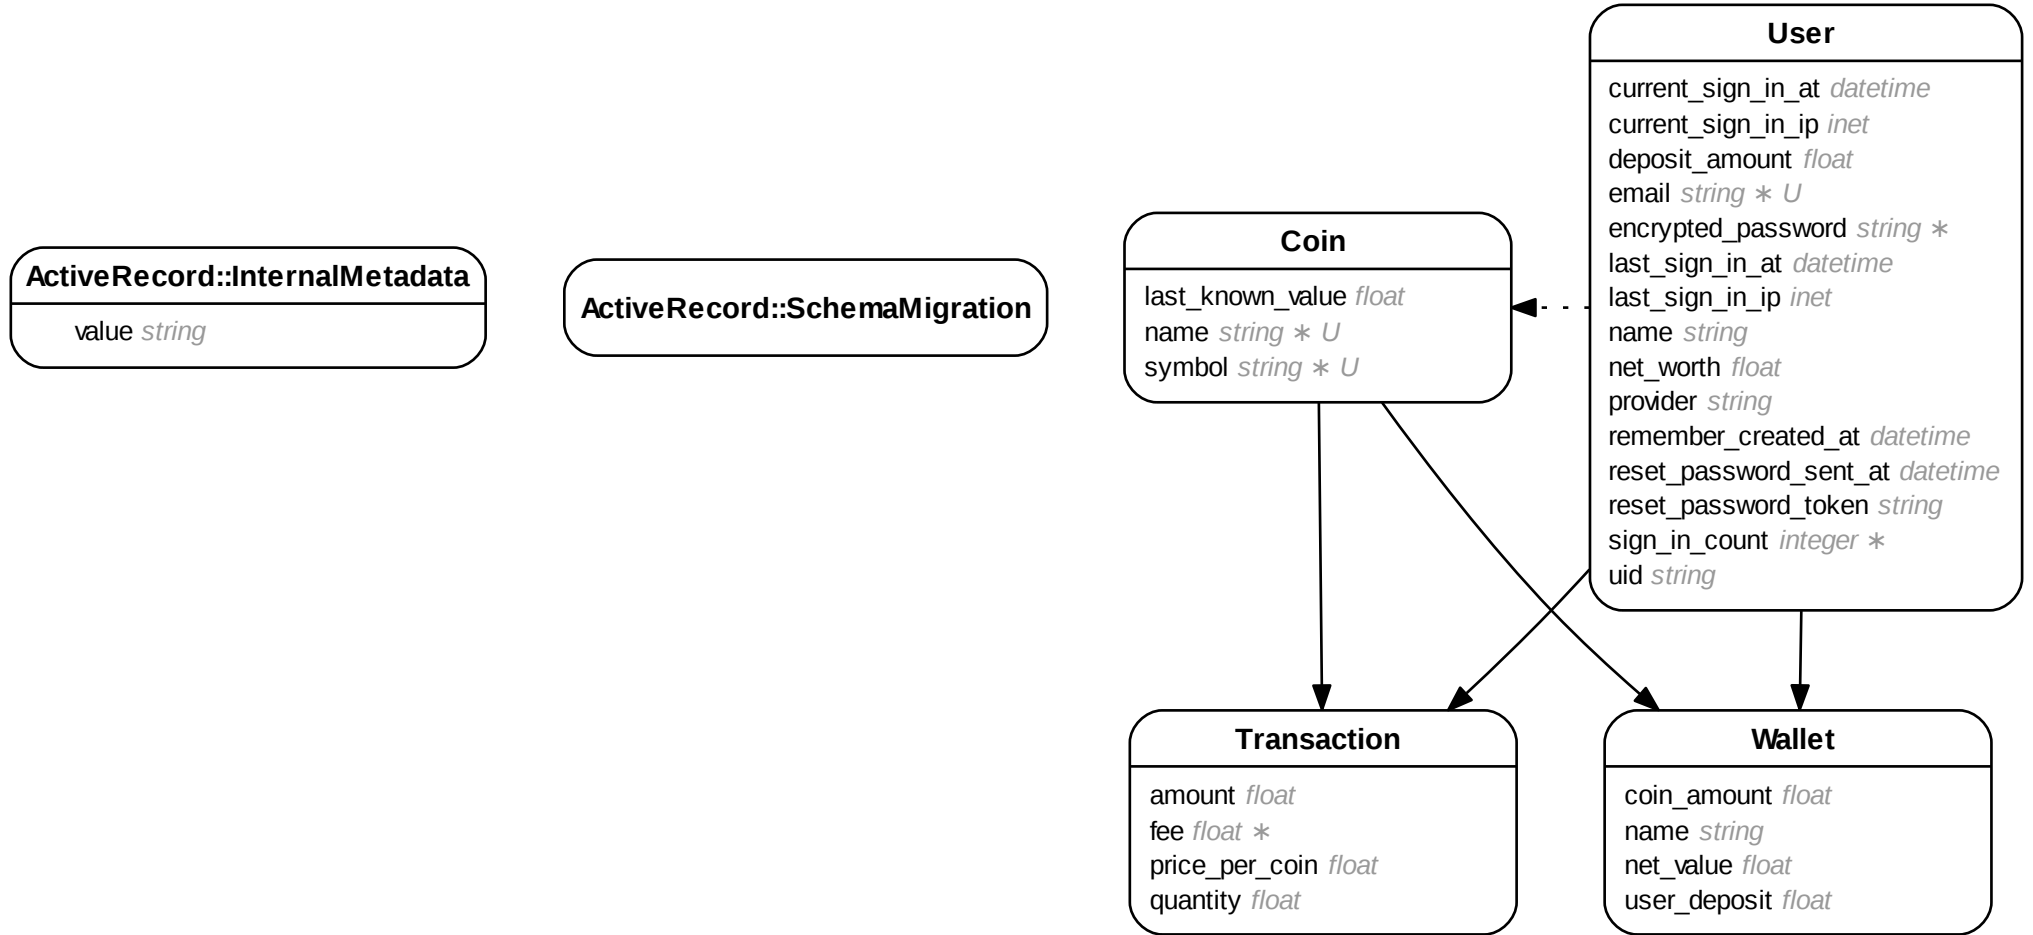 ActiveRecord::InternalMetadata
value string
ActiveRecord::SchemaMigration
Coin
last_known_value float
name string ∗ U
symbol string ∗ U
User
current_sign_in_at datetime
current_sign_in_ip inet
deposit_amount float
email string ∗ U
encrypted_password string ∗
last_sign_in_at datetime
last_sign_in_ip inet
name string
net_worth float
provider string
remember_created_at datetime
reset_password_sent_at datetime
reset_password_token string
sign_in_count integer ∗
uid string
Transaction
amount float
fee float ∗
price_per_coin float
quantity float
Wallet
coin_amount float
name string
net_value float
user_deposit float